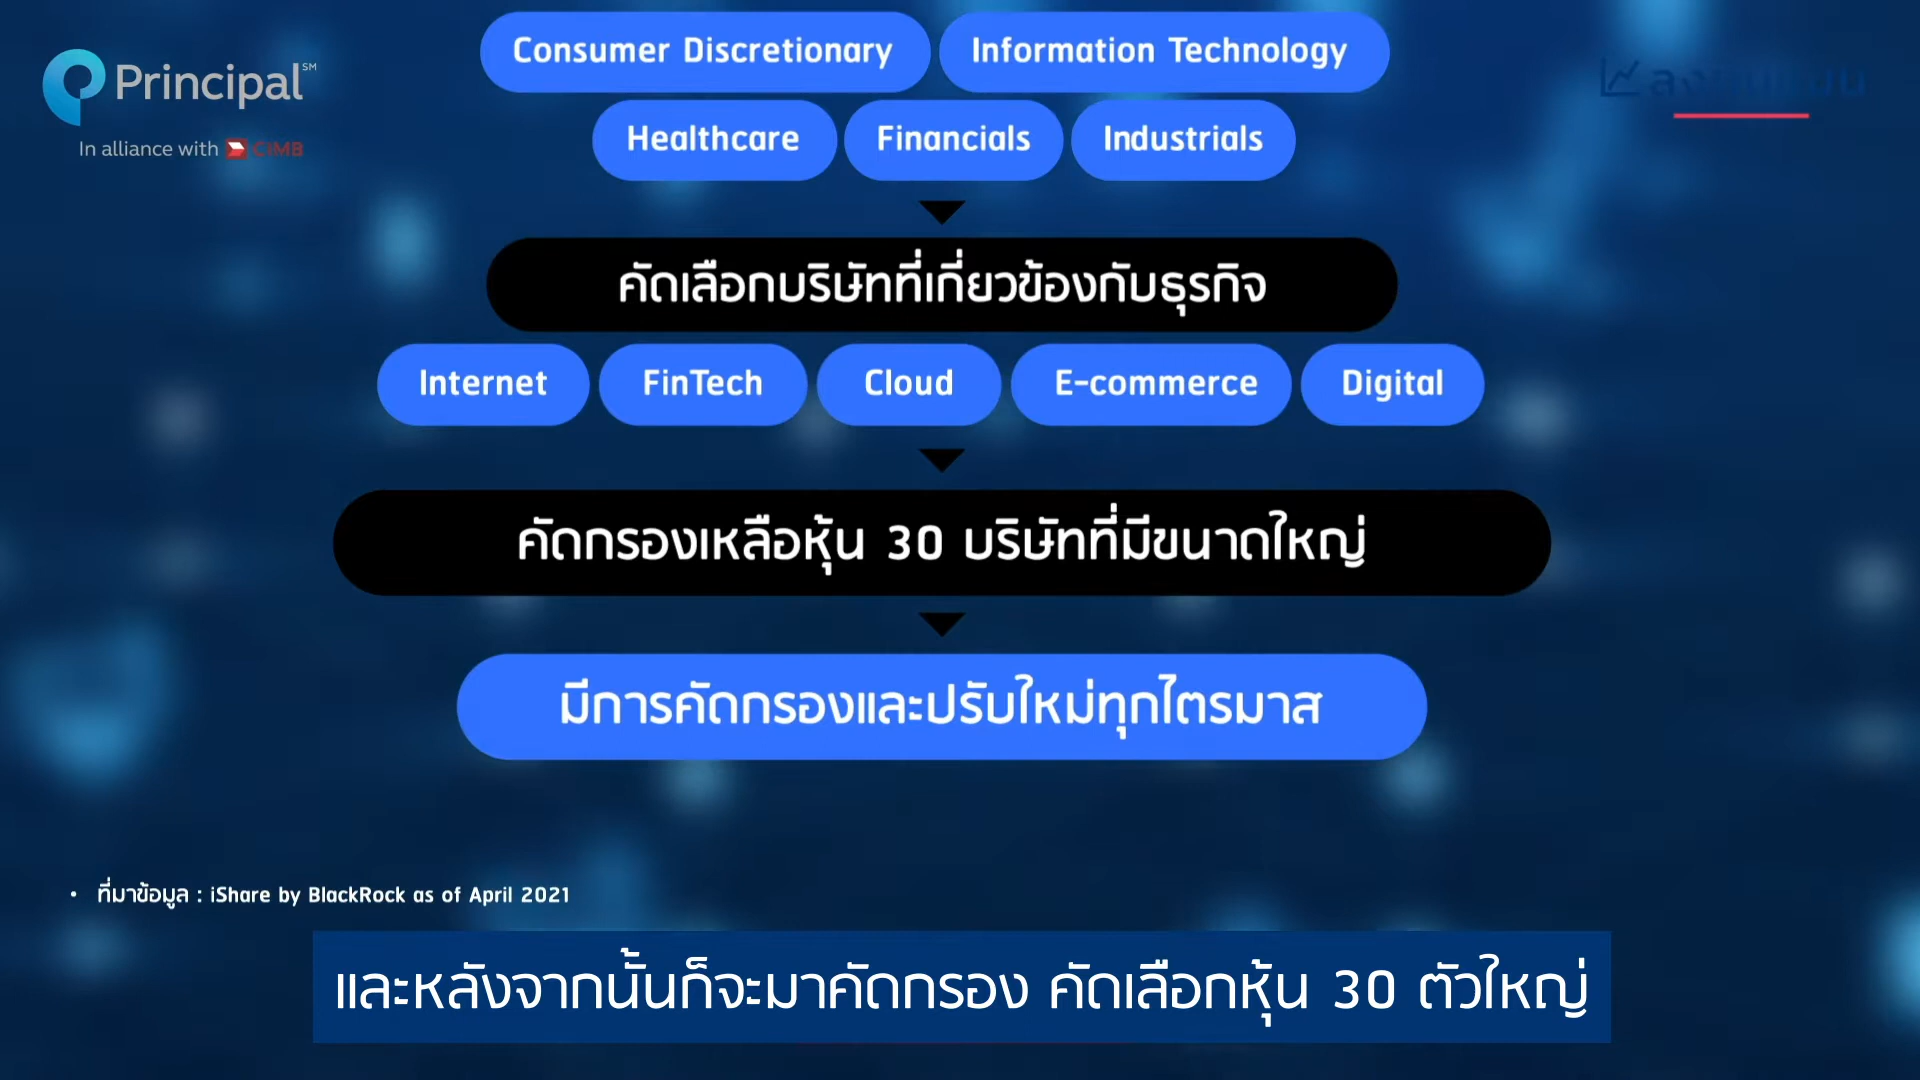 Principal℠
In alliance with CIMB
Consumer Discretionary Information Technology
Healthcare Financials Industrials
คัดเลือกบริษัทที่เกี่ยวข้องกับธุรกิจ
Internet FinTech Cloud E-commerce Digital
คัดกรองเหลือหุ้น 30 บริษัทที่มีขนาดใหญ่
มีการคัดกรองและปรับใหม่ทุกไตรมาส
• ที่มาข้อมูล : iShare by BlackRock as of April 2021
และหลังจากนั้นก็จะมาคัดกรอง คัดเลือกหุ้น 30 ตัวใหญ่